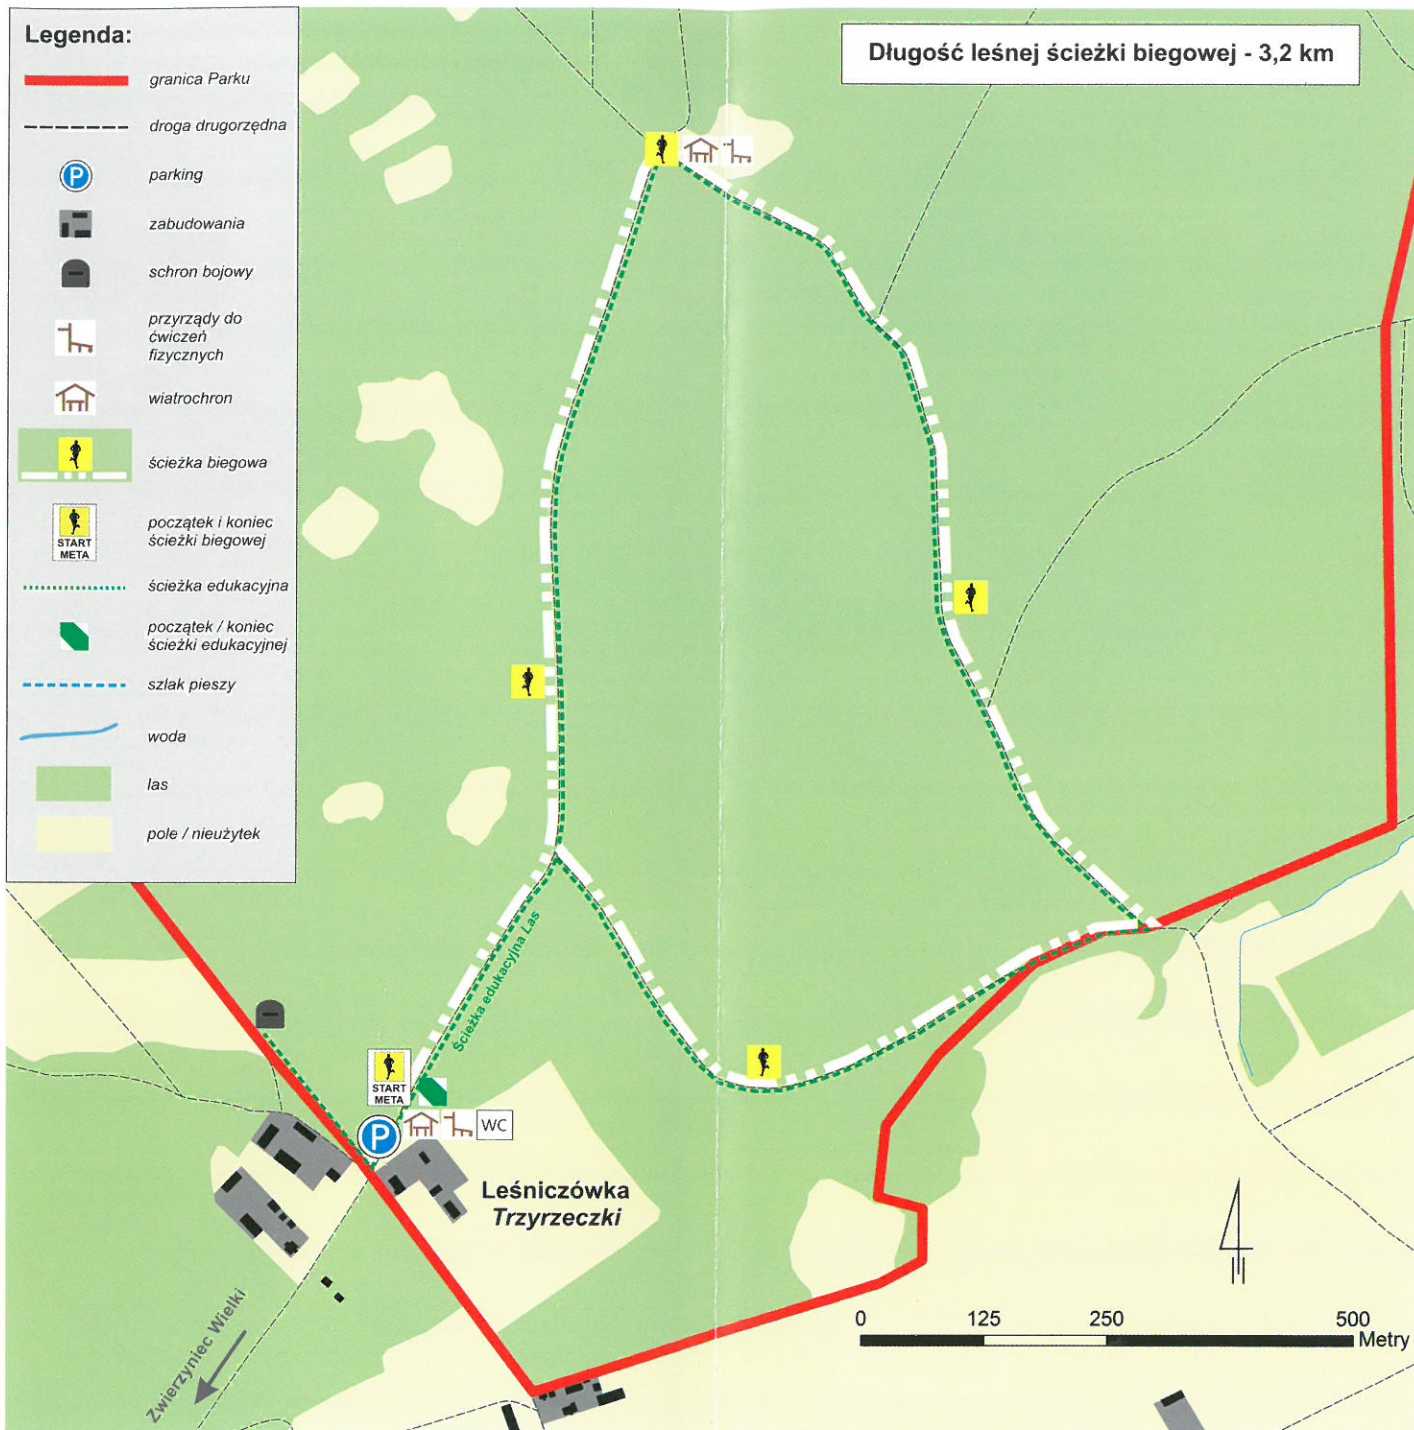 Legenda:
granica Parku
droga drugorzędna
P
parking
zabudowania
schron bojowy
przyrządy do
ćwiczeń
fizycznych
wiatrochron
ścieżka biegowa
START
META
początek i koniec
ścieżki biegowej
ścieżka edukacyjna
początek / koniec
ścieżki edukacyjnej
szlak pieszy
woda
las
pole / nieużytek
Długość leśnej ścieżki biegowej - 3,2 km
Ścieżka edukacyjna Las
START
META
P
WC
Leśniczówka
Trzyrzeczki
Zwierzyniec Wielki
0 125 250 500
Metry